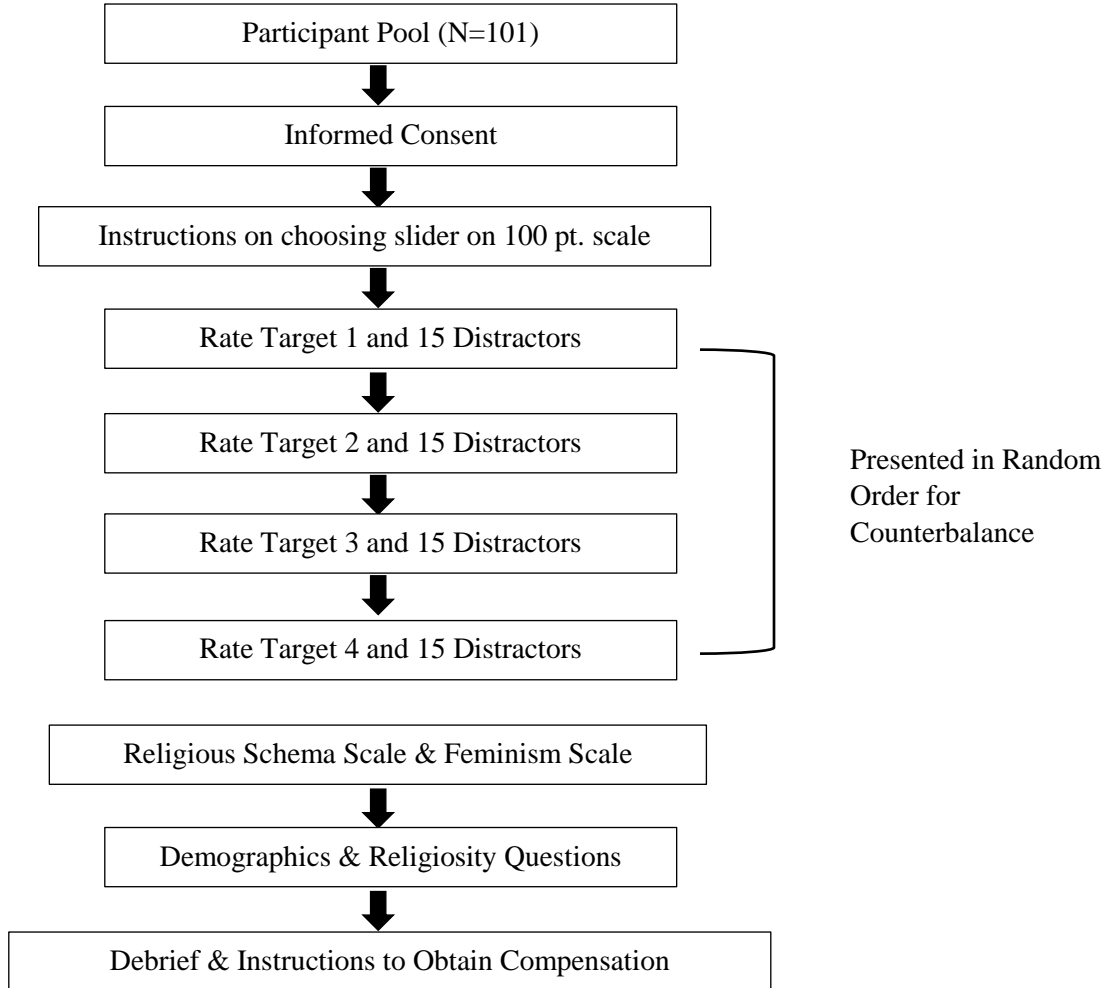 Participant Pool (N=101)
Informed Consent
Instructions on choosing slider on 100 pt. scale
Rate Target 1 and 15 Distractors
Rate Target 2 and 15 Distractors
Rate Target 3 and 15 Distractors
Rate Target 4 and 15 Distractors
Presented in Random
Order for
Counterbalance
Religious Schema Scale & Feminism Scale
Demographics & Religiosity Questions
Debrief & Instructions to Obtain Compensation